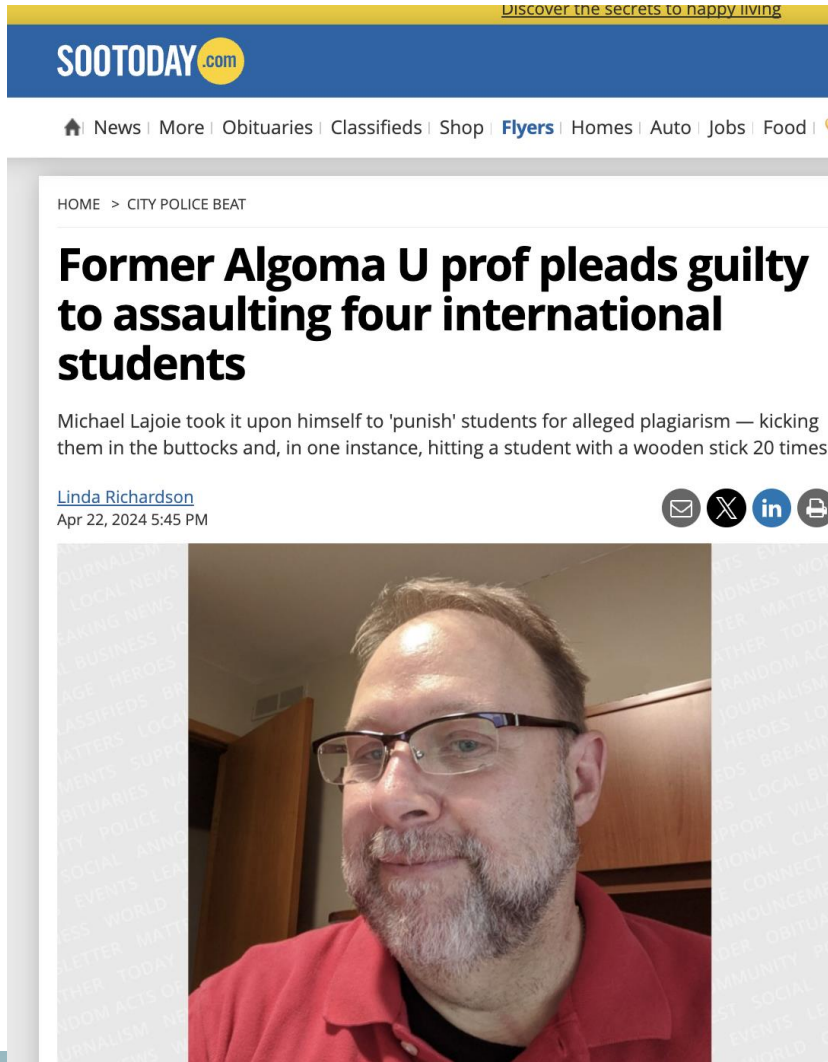 Discover the secrets to happy living
SOOTODAY.com
News | More | Obituaries | Classifieds | Shop | Flyers | Homes | Auto | Jobs | Food |
HOME > CITY POLICE BEAT
Former Algoma U prof pleads guilty
to assaulting four international
students
Michael Lajoie took it upon himself to 'punish' students for alleged plagiarism — kicking
them in the buttocks and, in one instance, hitting a student with a wooden stick 20 times
Linda Richardson
Apr 22, 2024 5:45 PM
X
in